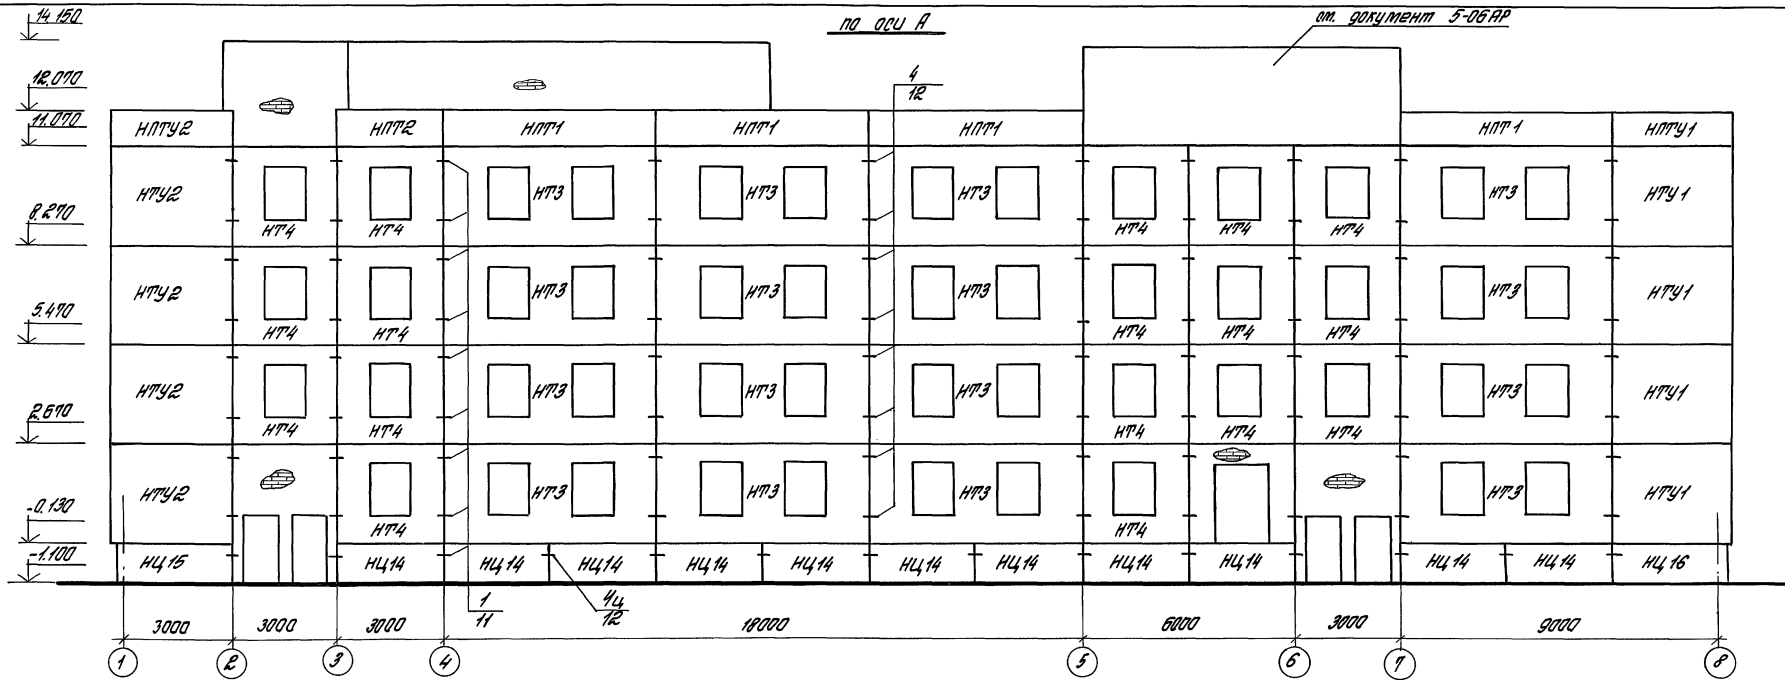 14.150
по оси А
см. документ 5-06АР
12.070
4
12
11.070
НПТУ2 НПТ2 НПТ1 НПТ1 НПТ1 НПТ1 НПТУ1
НТУ2 НТ3 НТ3 НТ3 НТ3 НТУ1
8.270
НТ4 НТ4 НТ4 НТ4 НТ4
НТУ2 НТ3 НТ3 НТ3 НТ3 НТУ1
5.470
НТ4 НТ4 НТ4 НТ4 НТ4
НТУ2 НТ3 НТ3 НТ3 НТ3 НТУ1
2.670
НТ4 НТ4 НТ4 НТ4 НТ4
НТУ2 НТ3 НТ3 НТ3 НТ3 НТУ1
-0.130
НТ4 НТ4
-1.100
НЦ15 НЦ14 НЦ14 НЦ14 НЦ14 НЦ14 НЦ14 НЦ14 НЦ14 НЦ14 НЦ14 НЦ14 НЦ16
1
11
4ц
12
3000 3000 3000 18000 6000 3000 9000
1 2 3 4 5 6 7 8